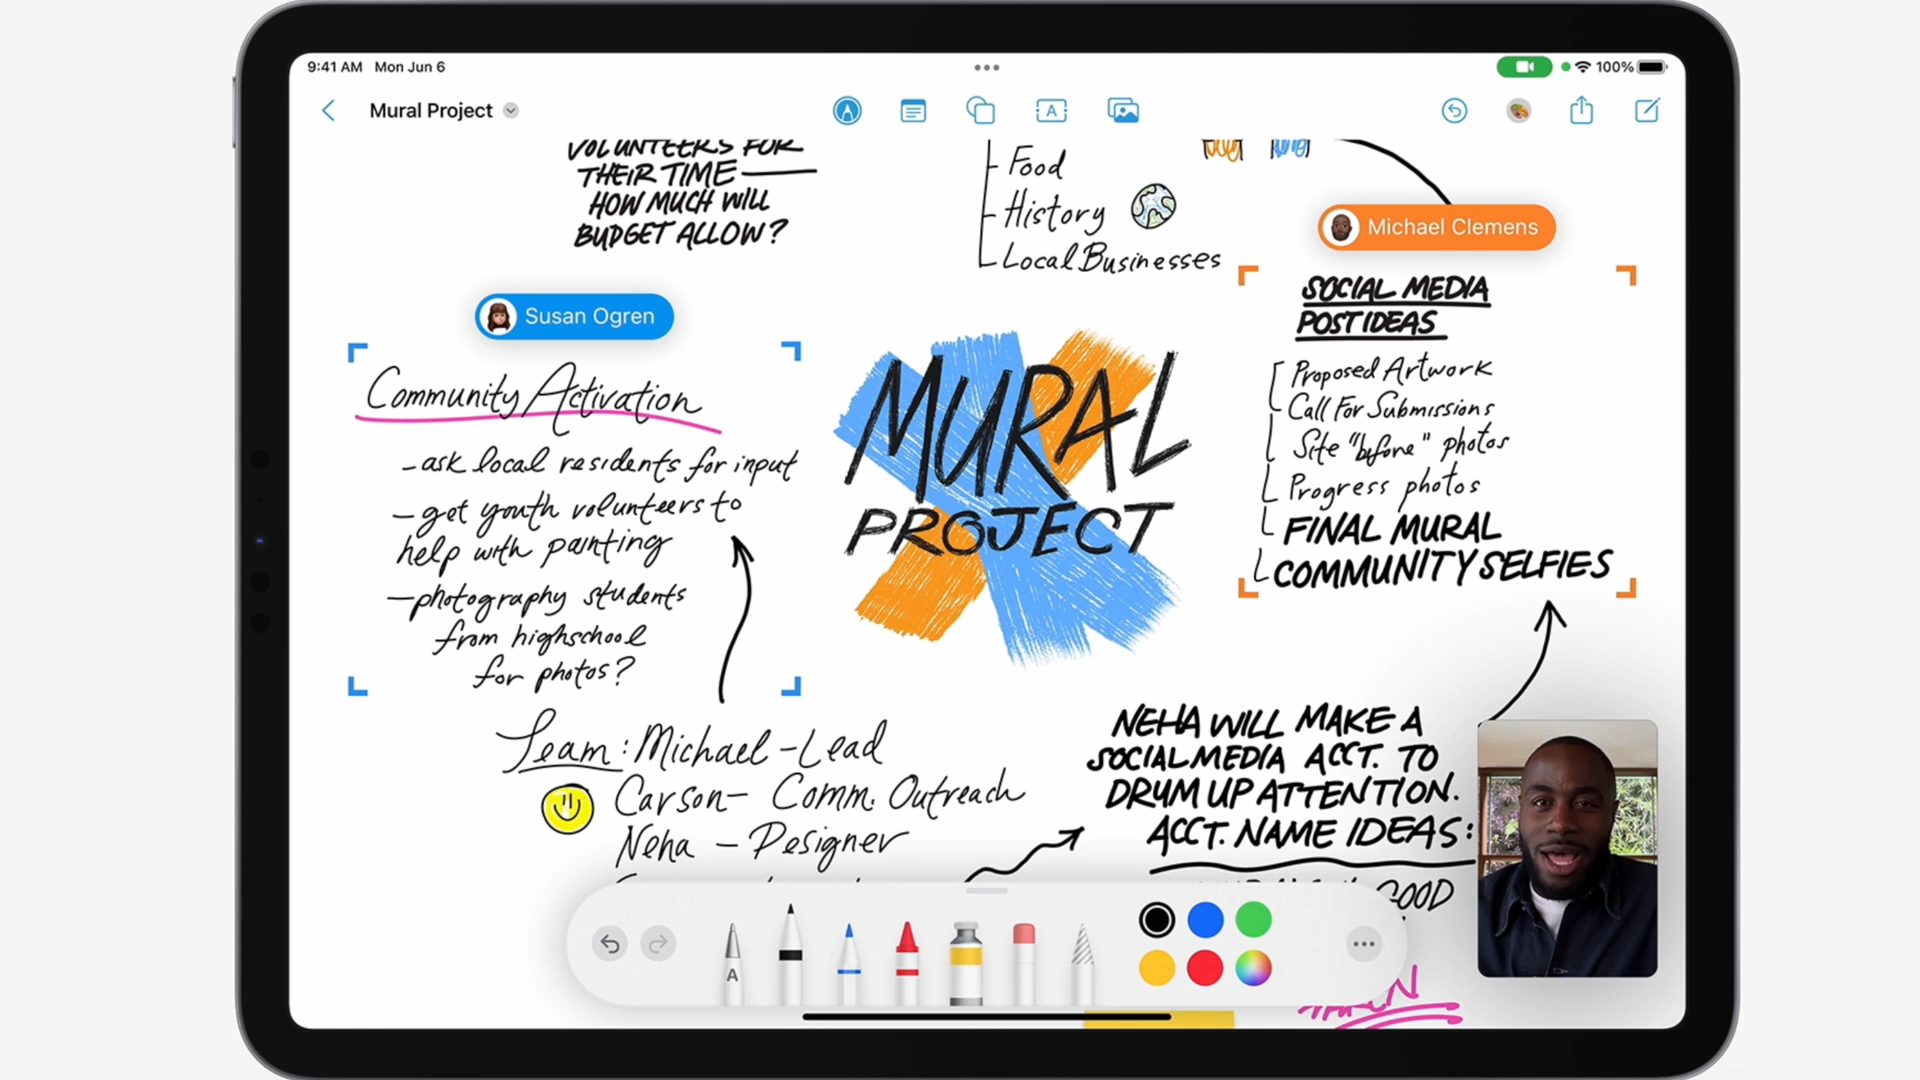 9:41 AM Mon Jun 6
100%
Mural Project
A
VOLUNTEERS FOR
THEIR TIME
HOW MUCH WILL
BUDGET ALLOW?
Food
History
Local Businesses
Michael Clemens
SOCIAL MEDIA
POST IDEAS
Proposed Artwork
Call For Submissions
Site "before" photos
Progress photos
FINAL MURAL
COMMUNITY SELFIES
Susan Ogren
Community Activation
- ask local residents for input
- get youth volunteers to
help with painting
- photography students
from highschool
for photos?
MURAL
PROJECT
Team: Michael - Lead
Carson - Comm. Outreach
Neha - Designer
NEHA WILL MAKE A
SOCIAL MEDIA ACCT. TO
DRUM UP ATTENTION.
ACCT. NAME IDEAS:
GOOD
A